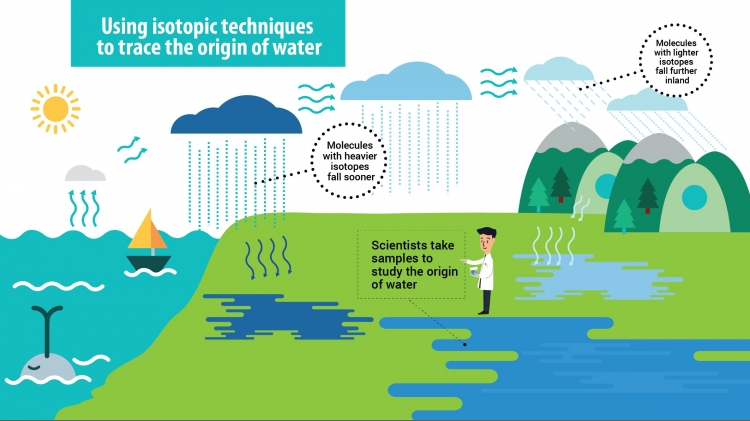 Using isotopic techniques
to trace the origin of water
Molecules
with lighter
isotopes
fall further
inland
Molecules
with heavier
isotopes
fall sooner
Scientists take
samples to
study the origin
of water